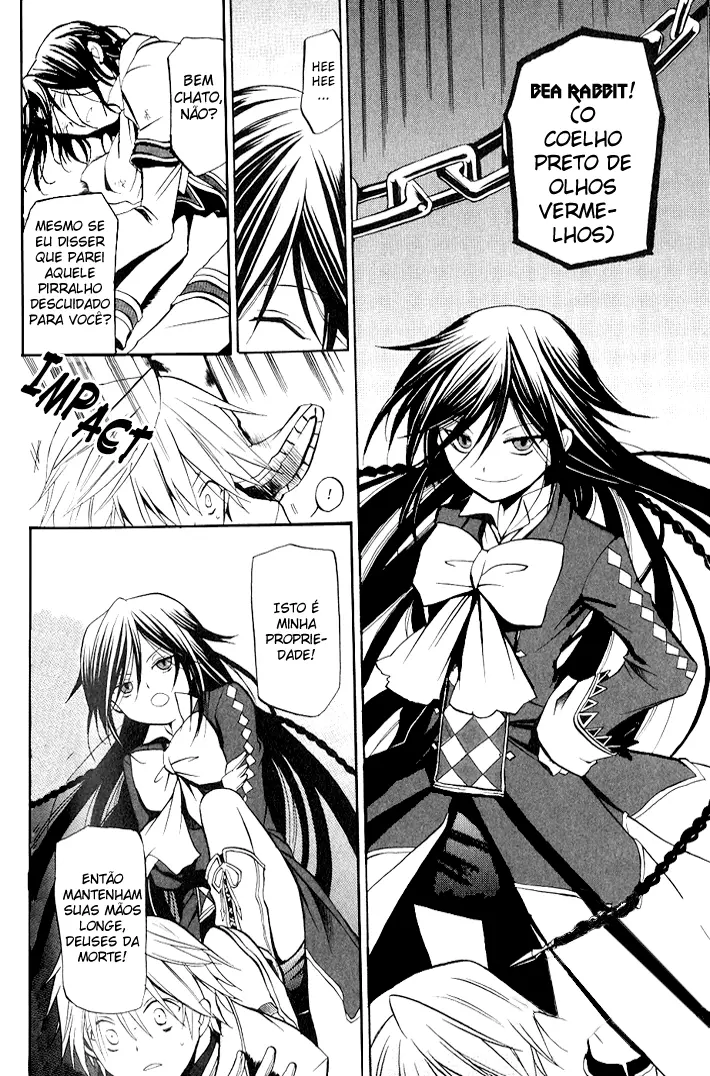 BEA RABBIT!
(O
COELHO
PRETO DE
OLHOS
VERME-
LHOS)
HEE
HEE
...
BEM
CHATO,
NÃO?
MESMO SE
EU DISSER
QUE PAREI
AQUELE
PIRRALHO
DESCUIDADO
PARA VOCÊ?
IMPACT
!
ISTO É
MINHA
PROPRIE-
DADE!
ENTÃO
MANTENHAM
SUAS MÃOS
LONGE,
DEUSES DA
MORTE!